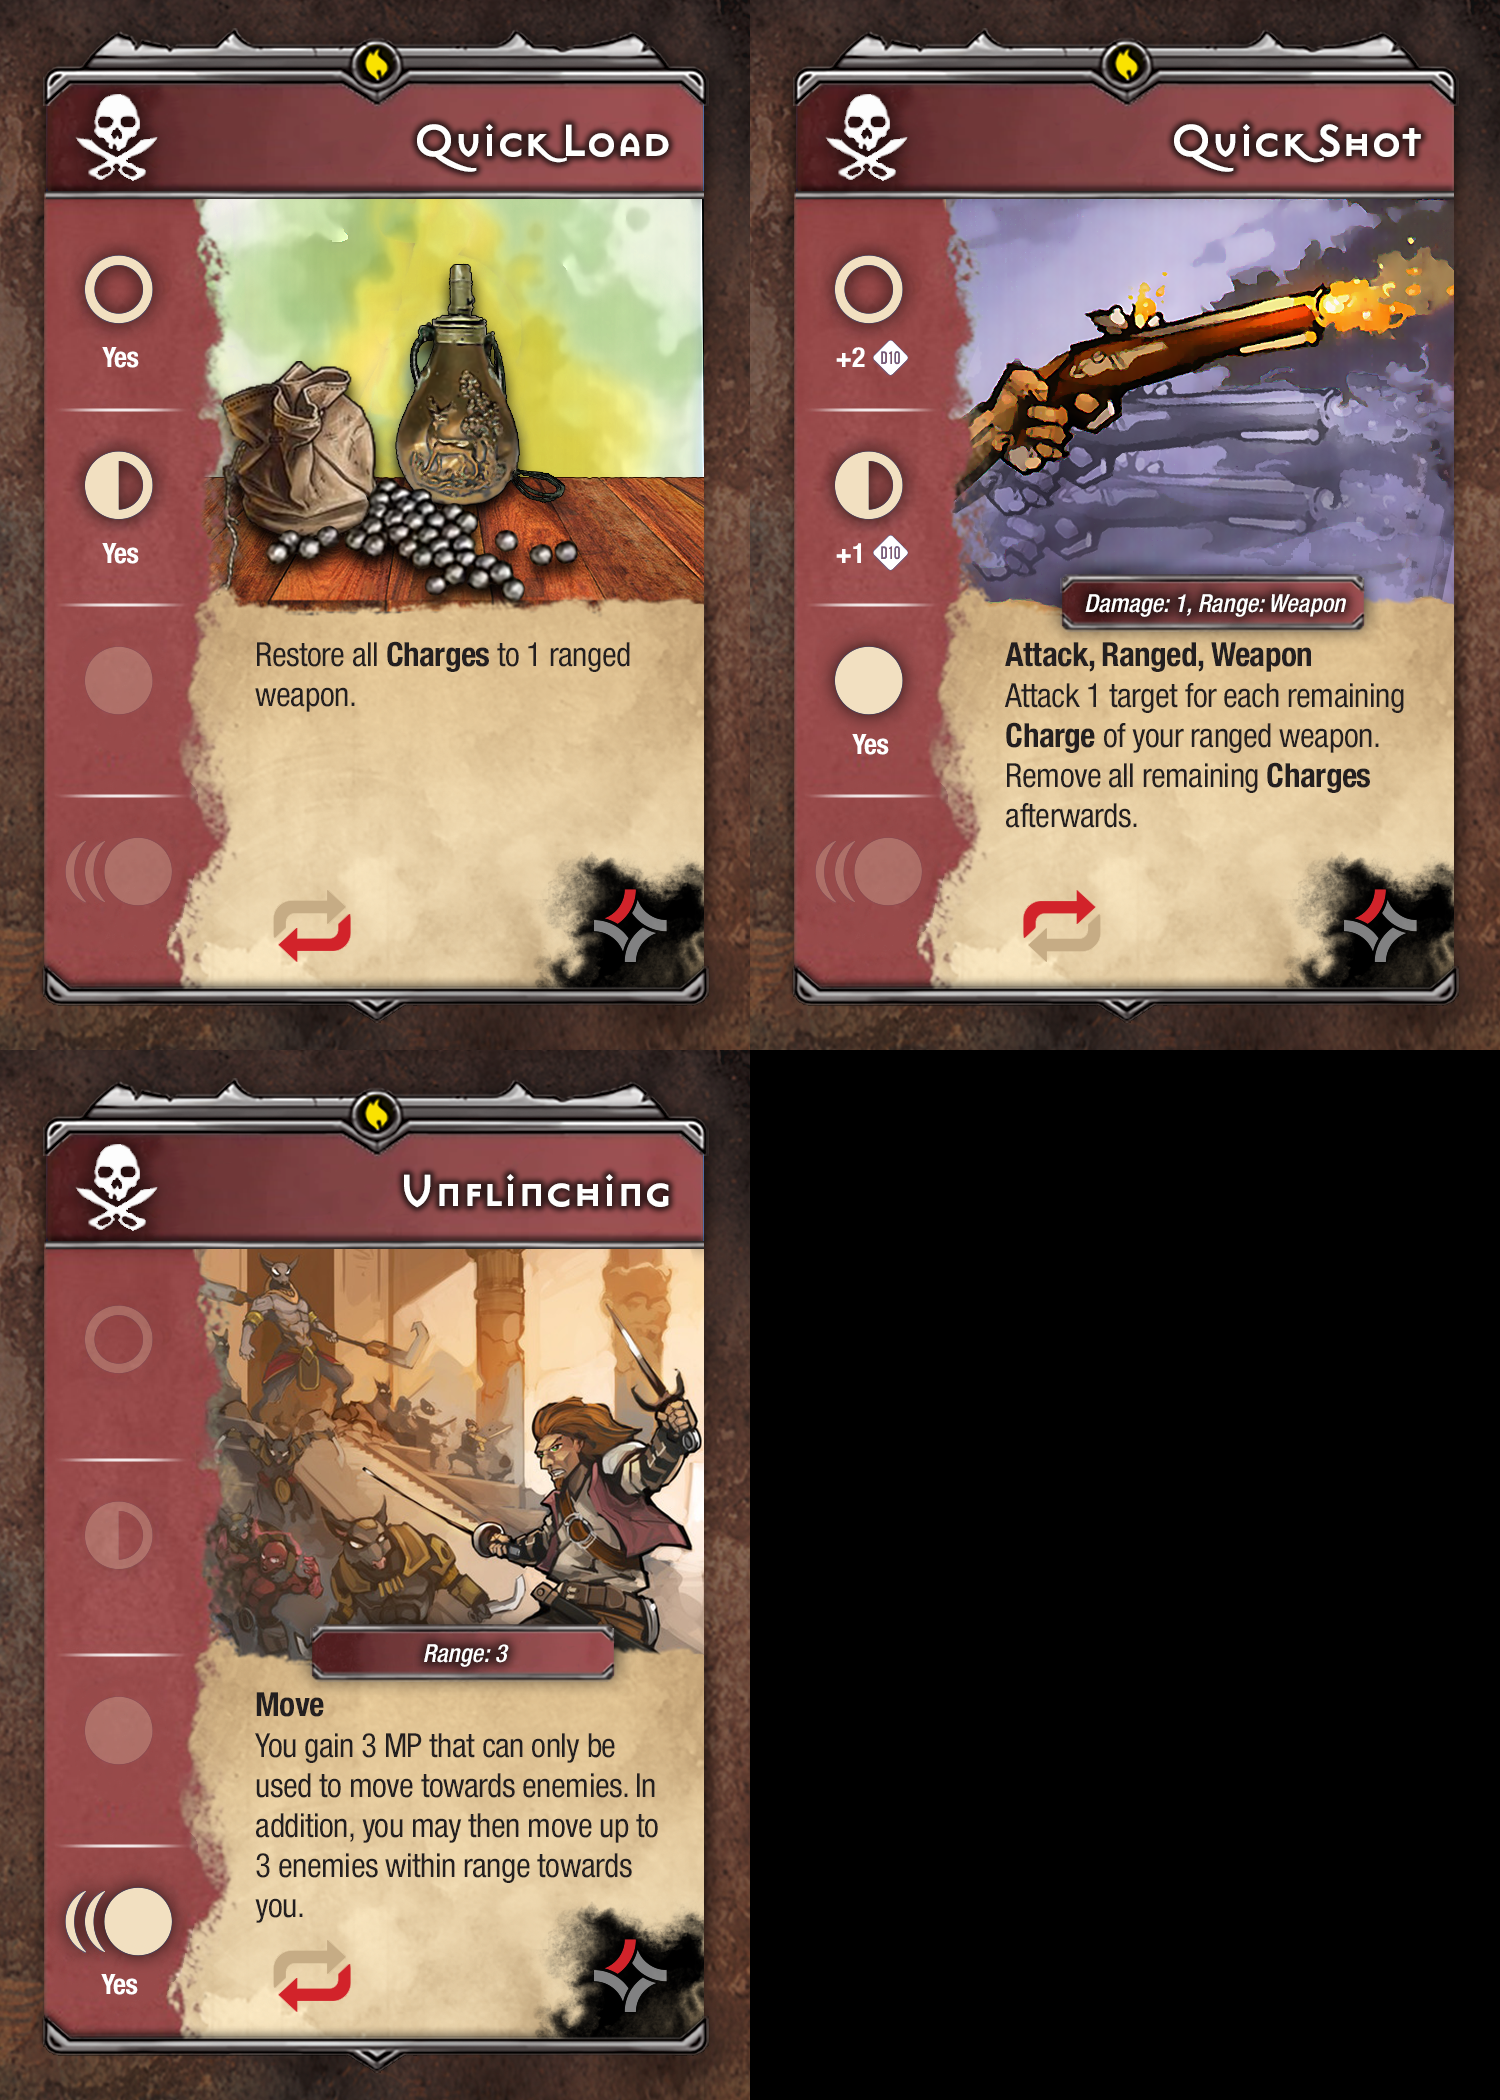 Quick Load
Yes
Yes
Restore all Charges to 1 ranged
weapon.
Quick Shot
+2 D10
+1 D10
Yes
Damage: 1, Range: Weapon
Attack, Ranged, Weapon
Attack 1 target for each remaining
Charge of your ranged weapon.
Remove all remaining Charges
afterwards.
Unflinching
Range: 3
Move
You gain 3 MP that can only be
used to move towards enemies. In
addition, you may then move up to
3 enemies within range towards
you.
Yes